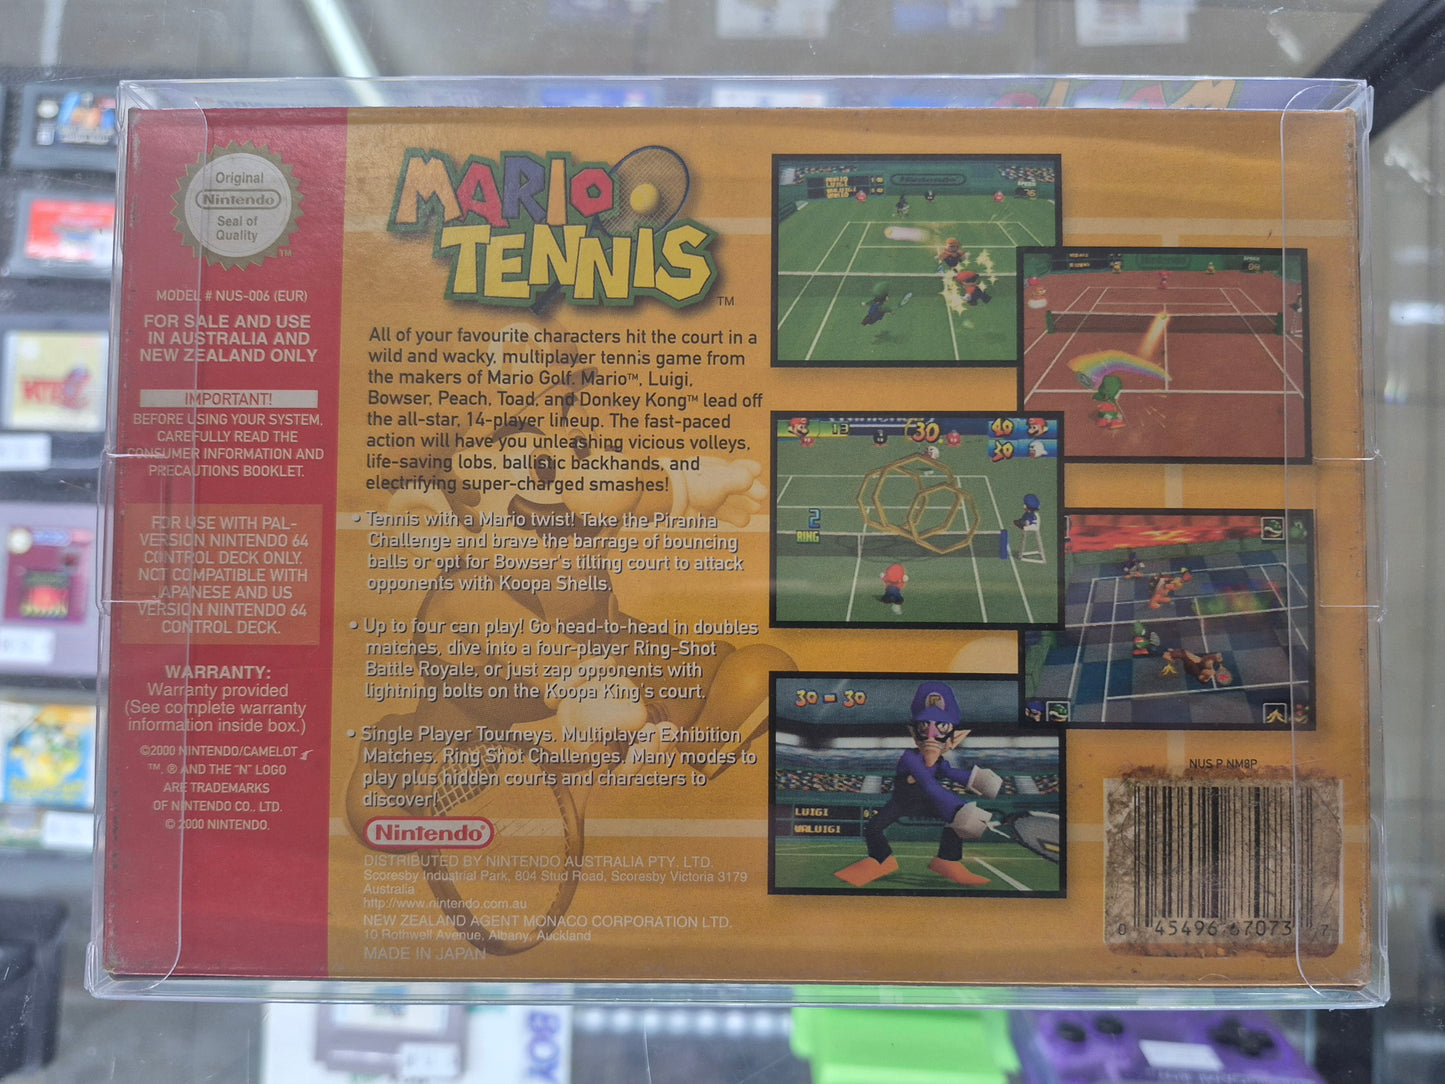 Original
Nintendo
Seal of
Quality
TM
MODEL # NUS-006 (EUR)
FOR SALE AND USE
IN AUSTRALIA AND
NEW ZEALAND ONLY
IMPORTANT!
BEFORE USING YOUR SYSTEM,
CAREFULLY READ THE
CONSUMER INFORMATION AND
PRECAUTIONS BOOKLET.
FOR USE WITH PAL-
VERSION NINTENDO 64
CONTROL DECK ONLY.
NOT COMPATIBLE WITH
JAPANESE AND US
VERSION NINTENDO 64
CONTROL DECK.
WARRANTY:
Warranty provided
(See complete warranty
information inside box.)
©2000 NINTENDO/CAMELOT
™, ® AND THE "N" LOGO
ARE TRADEMARKS
OF NINTENDO CO., LTD.
© 2000 NINTENDO.
MARIO
TENNIS
TM
All of your favourite characters hit the court in a
wild and wacky, multiplayer tennis game from
the makers of Mario Golf. Mario™, Luigi,
Bowser, Peach, Toad, and Donkey Kong™ lead off
the all-star, 14-player lineup. The fast-paced
action will have you unleashing vicious volleys,
life-saving lobs, ballistic backhands, and
electrifying super-charged smashes!
• Tennis with a Mario twist! Take the Piranha
Challenge and brave the barrage of bouncing
balls or opt for Bowser's tilting court to attack
opponents with Koopa Shells.
• Up to four can play! Go head-to-head in doubles
matches, dive into a four-player Ring-Shot
Battle Royale, or just zap opponents with
lightning bolts on the Koopa King's court.
• Single Player Tourneys. Multiplayer Exhibition
Matches. Ring Shot Challenges. Many modes to
play plus hidden courts and characters to
discover!
Nintendo
DISTRIBUTED BY NINTENDO AUSTRALIA PTY. LTD.
Scoresby Industrial Park, 804 Stud Road, Scoresby Victoria 3179
Australia
http://www.nintendo.com.au
NEW ZEALAND AGENT MONACO CORPORATION LTD.
10 Rothwell Avenue, Albany, Auckland
MADE IN JAPAN
Nintendo
MARIO
LUIGI
WALUIGI
WARIO
13
30
40
30
2
RING
30 - 30
LUIGI
WALUIGI
NUS P NM8P
0 45496 67073 7
BOY